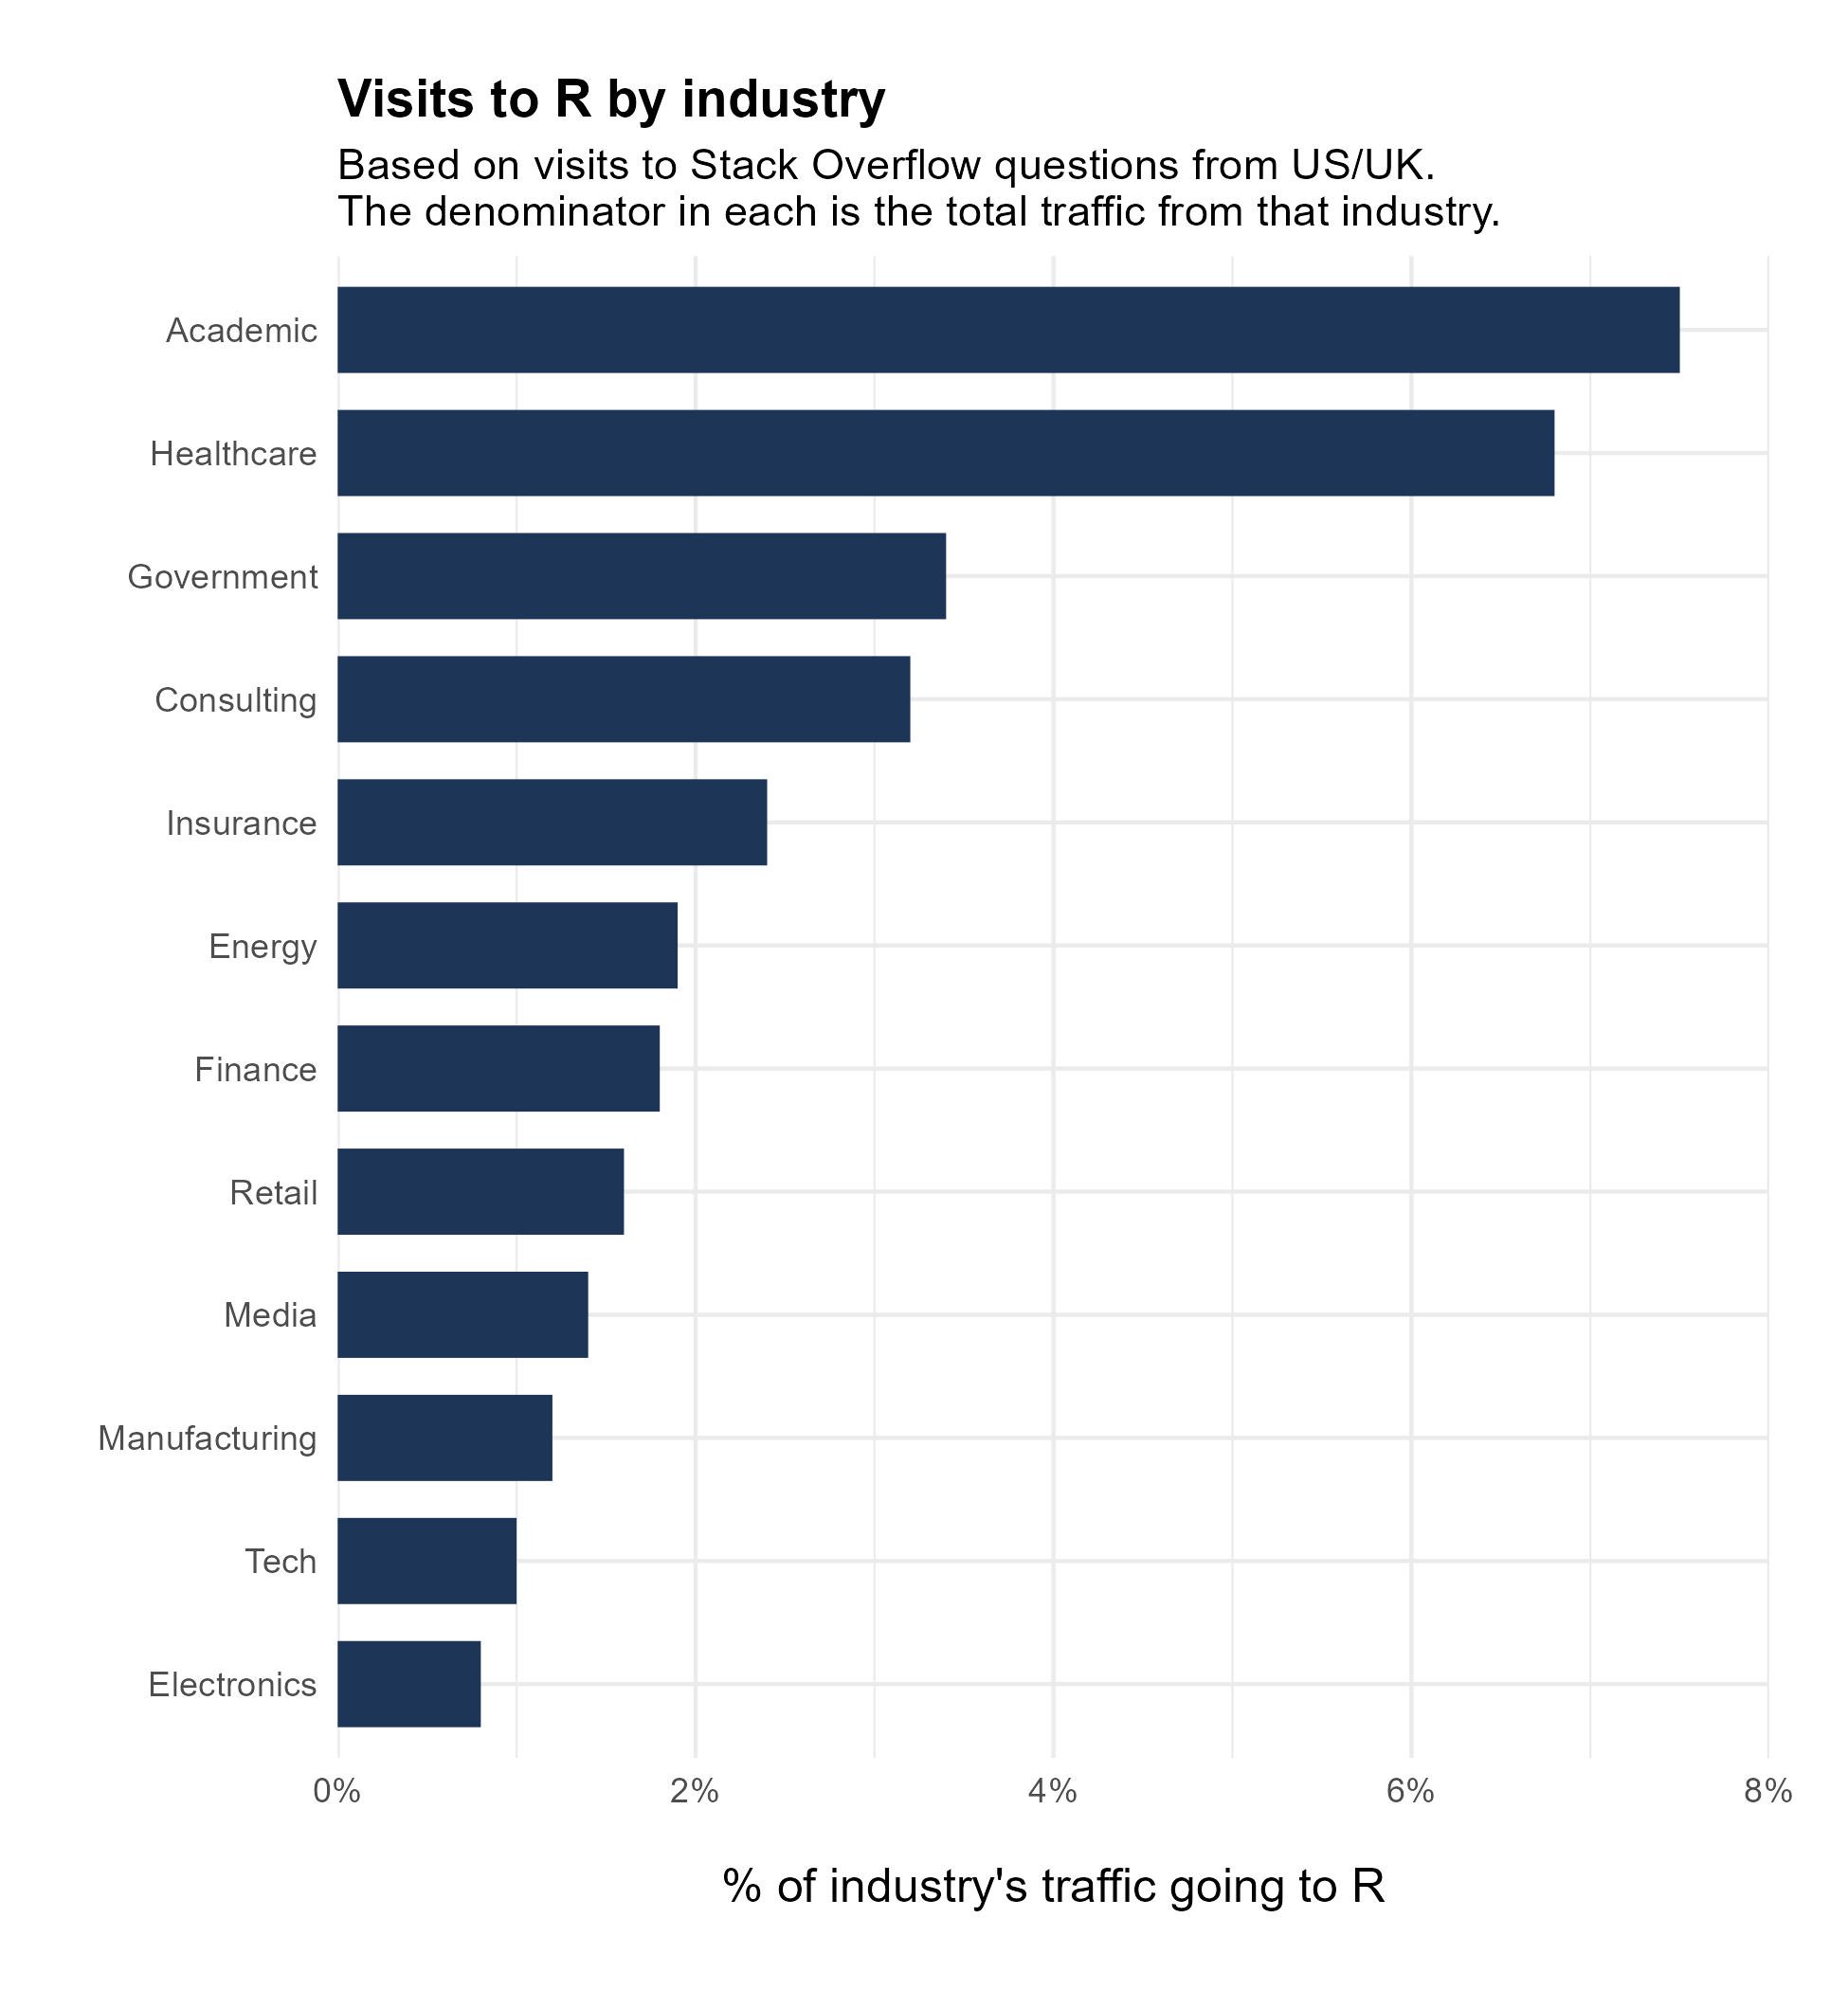 Visits to R by industry
Based on visits to Stack Overflow questions from US/UK.
The denominator in each is the total traffic from that industry.
Academic
Healthcare
Government
Consulting
Insurance
Energy
Finance
Retail
Media
Manufacturing
Tech
Electronics
0% 2% 4% 6% 8%
% of industry's traffic going to R